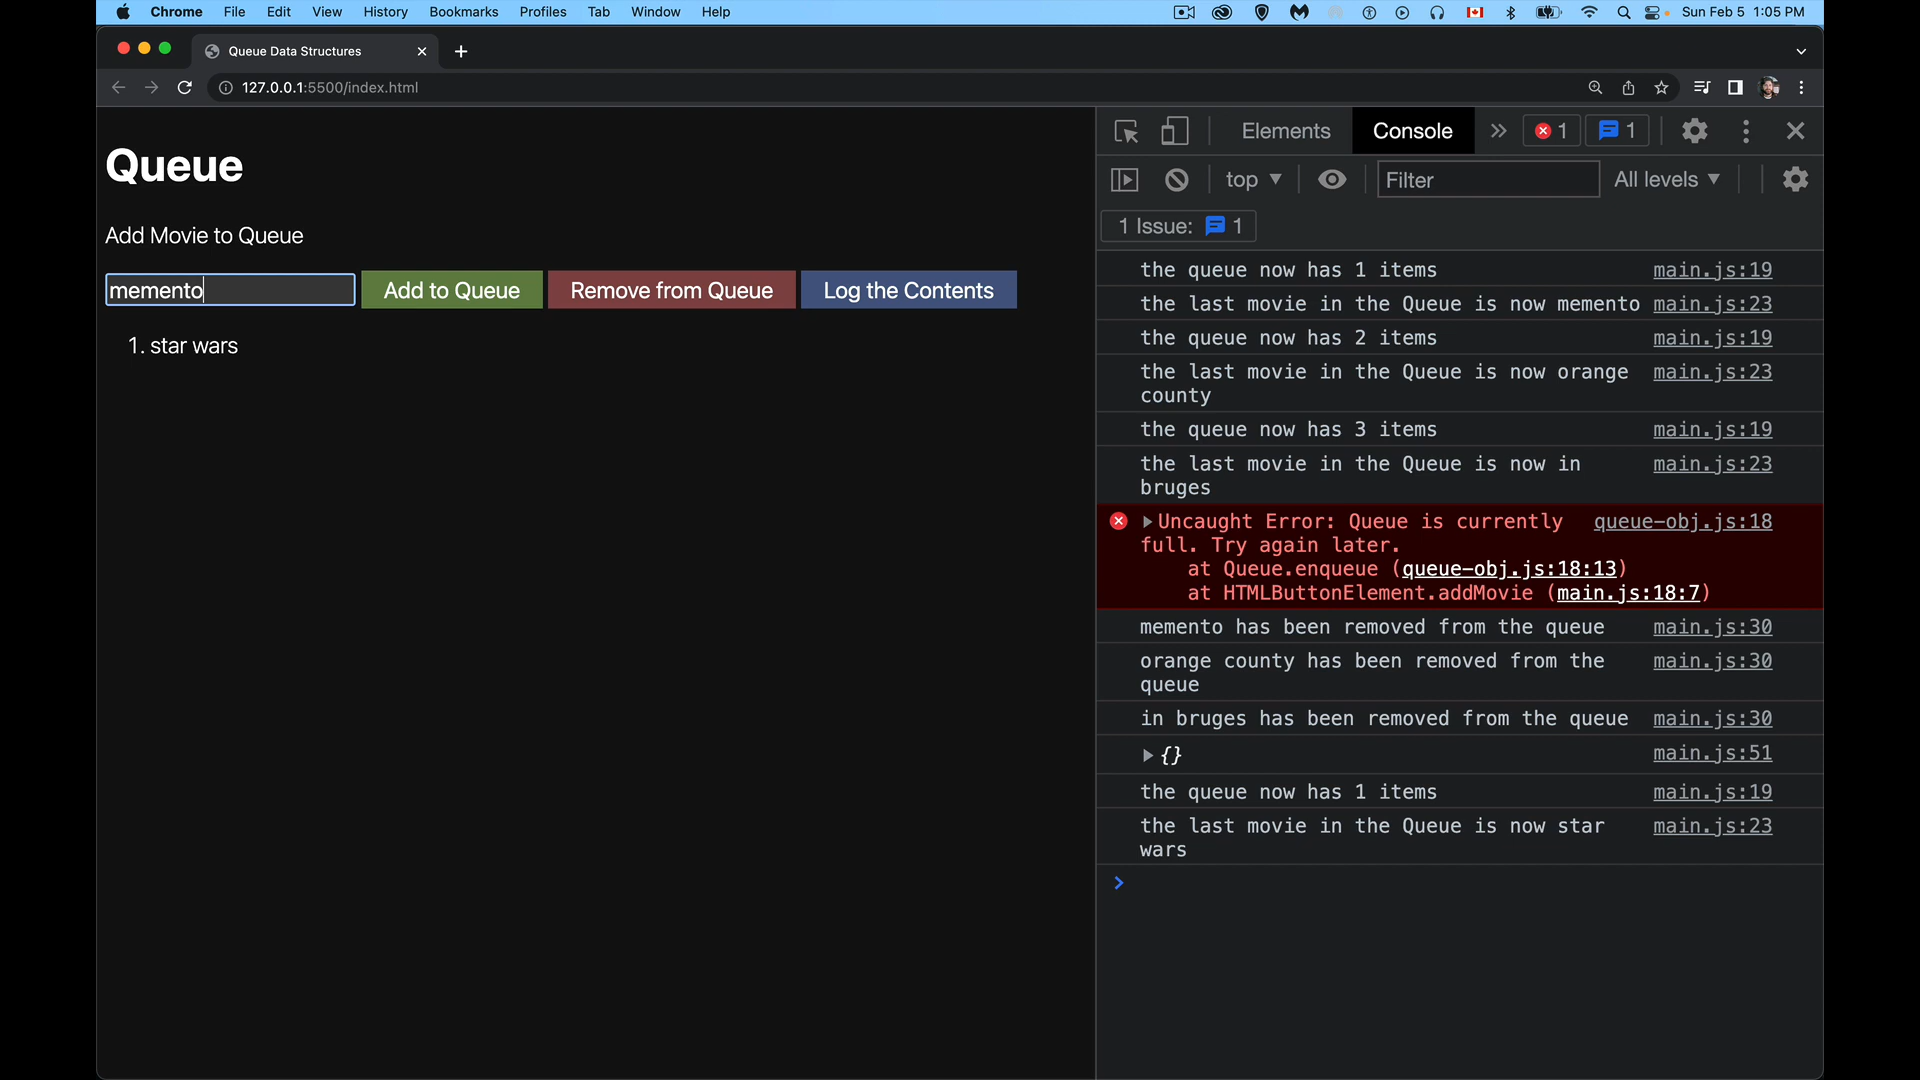 Chrome File Edit View History Bookmarks Profiles Tab Window Help Sun Feb 5 1:05 PM
Queue Data Structures
127.0.0.1:5500/index.html
Queue
Add Movie to Queue
memento Add to Queue Remove from Queue Log the Contents
1. star wars
Elements Console 1 1
top Filter All levels
1 Issue: 1
the queue now has 1 items main.js:19
the last movie in the Queue is now memento main.js:23
the queue now has 2 items main.js:19
the last movie in the Queue is now orange main.js:23
county
the queue now has 3 items main.js:19
the last movie in the Queue is now in main.js:23
bruges
Uncaught Error: Queue is currently queue-obj.js:18
full. Try again later.
at Queue.enqueue (queue-obj.js:18:13)
at HTMLButtonElement.addMovie (main.js:18:7)
memento has been removed from the queue main.js:30
orange county has been removed from the main.js:30
queue
in bruges has been removed from the queue main.js:30
{} main.js:51
the queue now has 1 items main.js:19
the last movie in the Queue is now star main.js:23
wars